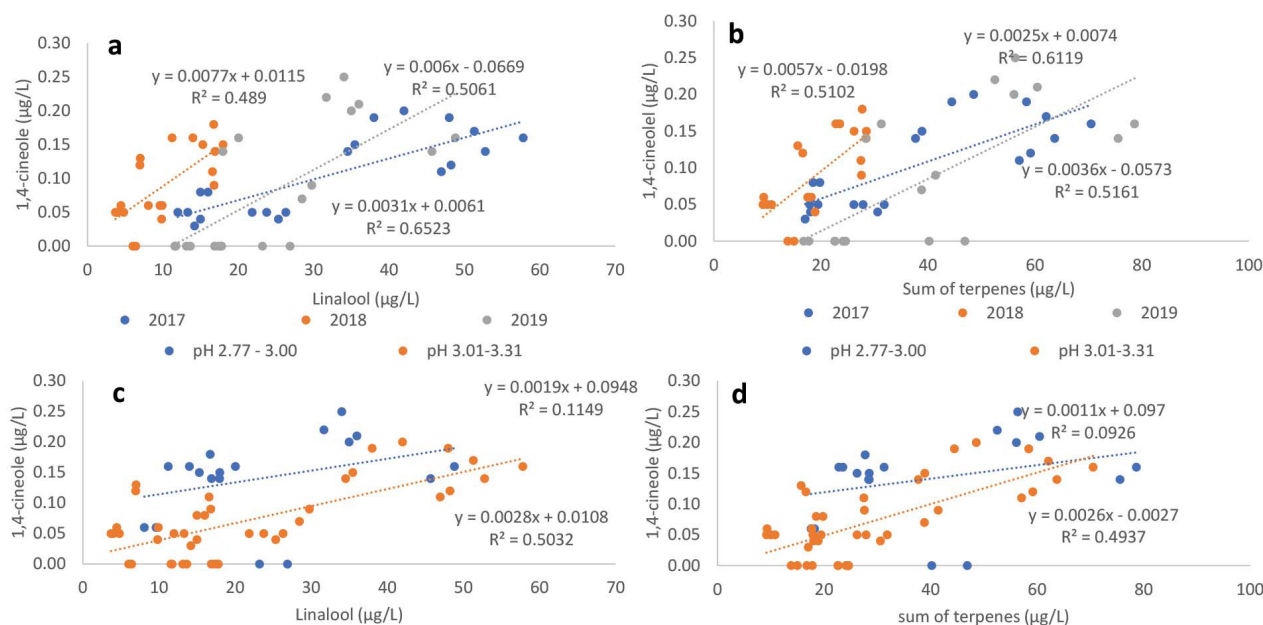 a
y = 0.0077x + 0.0115
R² = 0.489
y = 0.006x - 0.0669
R² = 0.5061
y = 0.0031x + 0.0061
R² = 0.6523
1,4-cineole (µg/L)
0.30
0.25
0.20
0.15
0.10
0.05
0.00
0 10 20 30 40 50 60 70
Linalool (µg/L)
b
y = 0.0025x + 0.0074
R² = 0.6119
y = 0.0057x - 0.0198
R² = 0.5102
y = 0.0036x - 0.0573
R² = 0.5161
1,4-cineolel (µg/L)
0.30
0.25
0.20
0.15
0.10
0.05
0.00
0 20 40 60 80 100
Sum of terpenes (µg/L)
2017 2018 2019
pH 2.77 - 3.00 pH 3.01-3.31
2017 2018 2019
pH 2.77-3.00 pH 3.01-3.31
c
y = 0.0019x + 0.0948
R² = 0.1149
y = 0.0028x + 0.0108
R² = 0.5032
1,4-cineole (µg/L)
0.30
0.25
0.20
0.15
0.10
0.05
0.00
0 10 20 30 40 50 60 70
Linalool (µg/L)
d
y = 0.0011x + 0.097
R² = 0.0926
y = 0.0026x - 0.0027
R² = 0.4937
1,4-cineole (µg/L)
0.30
0.25
0.20
0.15
0.10
0.05
0.00
0 20 40 60 80 100
sum of terpenes (µg/L)